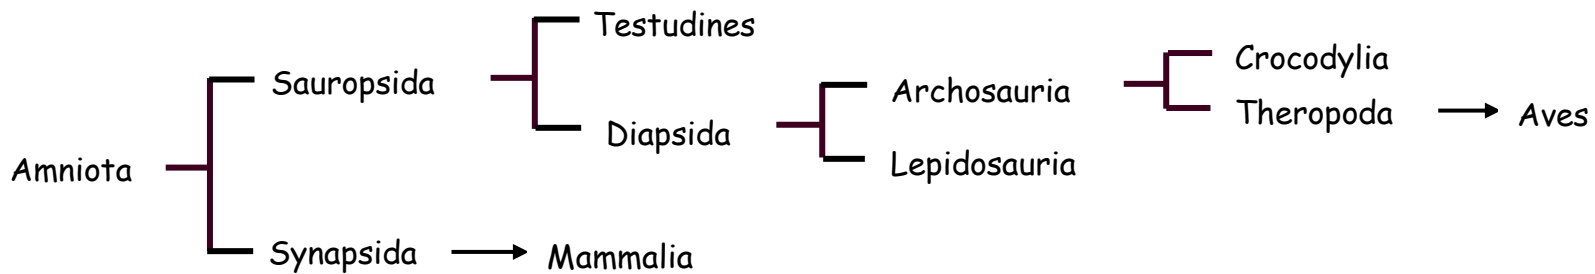 Testudines
Crocodylia
Sauropsida
Archosauria
Theropoda
Aves
Diapsida
Lepidosauria
Amniota
Synapsida
Mammalia